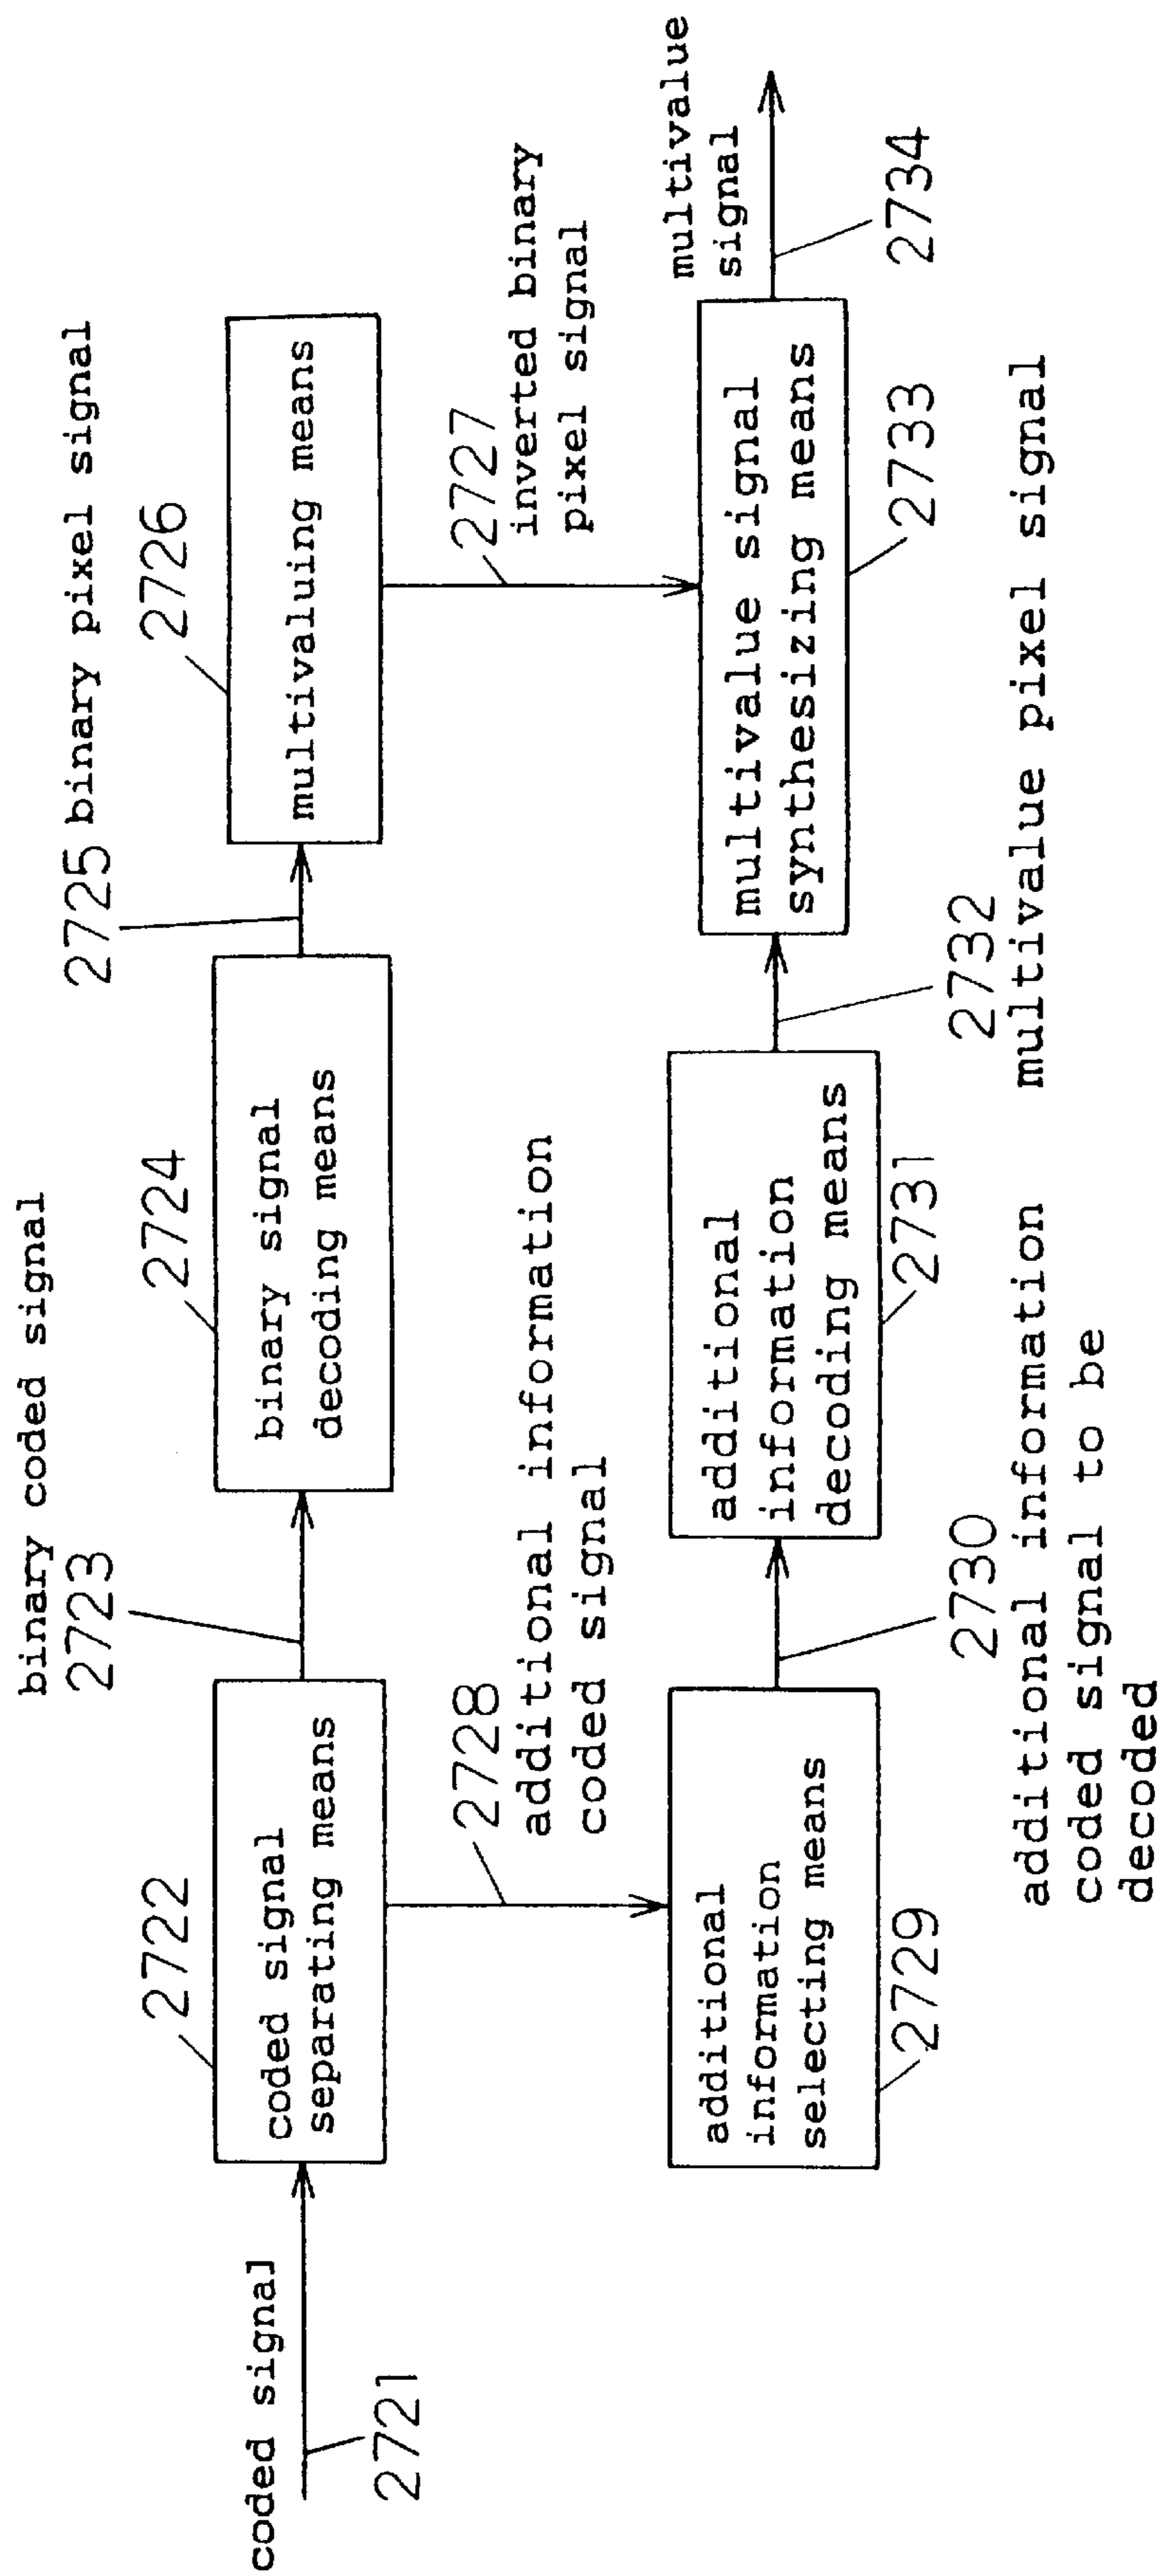 binary coded signal
2723
2725 binary pixel signal
2722
2724
2726
coded signal
2721
coded signal
separating means
binary signal
decoding means
multivaluing means
2728
additional information
coded signal
2727
inverted binary
pixel signal
multivalue
signal
2734
additional
information
selecting means
additional
information
decoding means
multivalue signal
synthesizing means
2729
2731
2733
2730
additional information
coded signal to be
decoded
2732
multivalue pixel signal